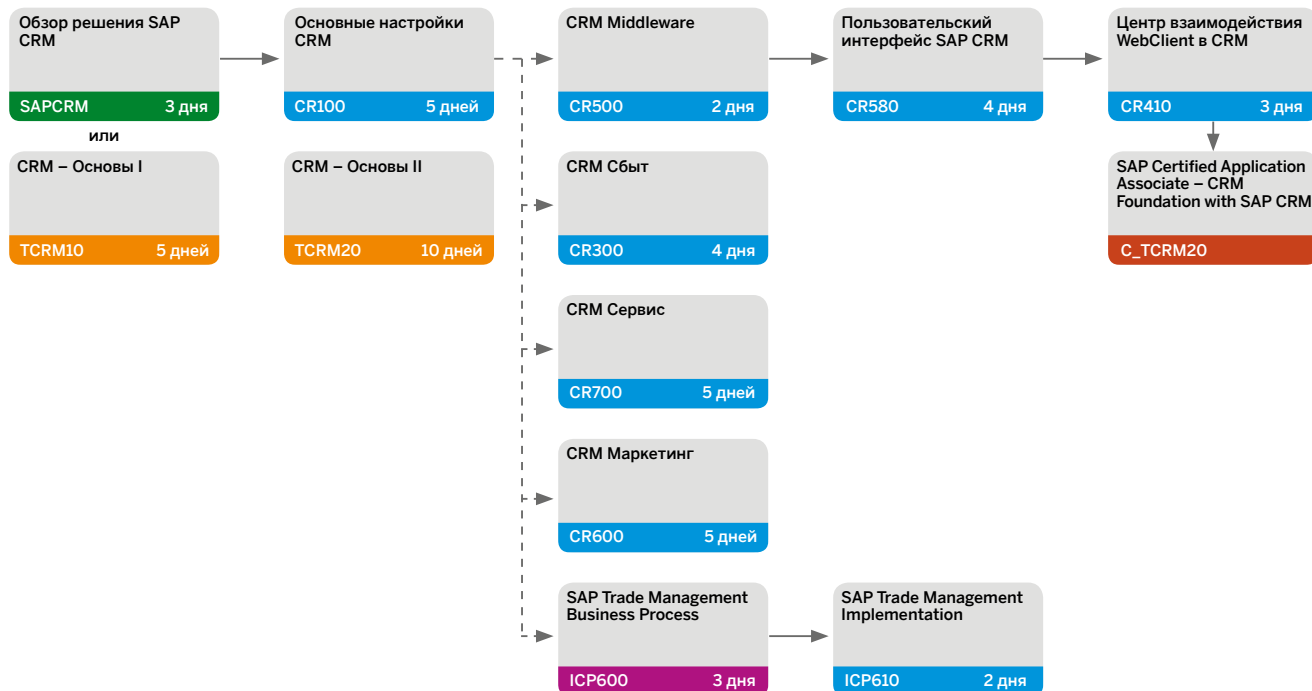 Обзор решения SAP
CRM
SAPCRM 3 дня
Основные настройки
CRM
CR100 5 дней
CRM Middleware
CR500 2 дня
Пользовательский
интерфейс SAP CRM
CR580 4 дня
Центр взаимодействия
WebClient в CRM
CR410 3 дня
или
CRM – Основы I
TCRM10 5 дней
CRM – Основы II
TCRM20 10 дней
CRM Сбыт
CR300 4 дня
SAP Certified Application
Associate – CRM
Foundation with SAP CRM
C_TCRM20
CRM Сервис
CR700 5 дней
CRM Маркетинг
CR600 5 дней
SAP Trade Management
Business Process
ICP600 3 дня
SAP Trade Management
Implementation
ICP610 2 дня